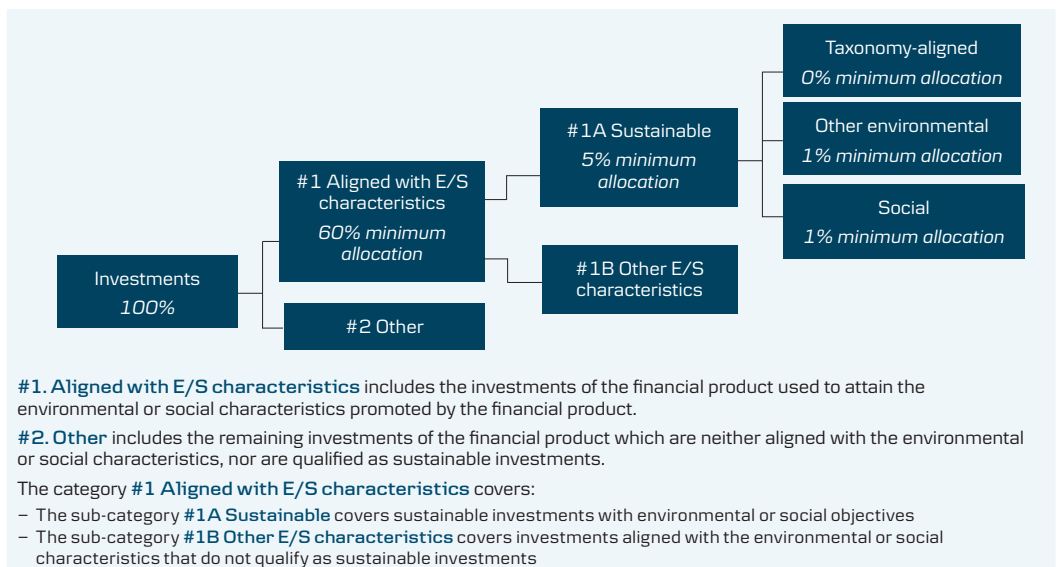 Taxonomy-aligned
0% minimum allocation
#1A Sustainable
5% minimum
allocation
Other environmental
1% minimum allocation
#1 Aligned with E/S
characteristics
60% minimum
allocation
Social
1% minimum allocation
Investments
100%
#1B Other E/S
characteristics
#2 Other
#1. Aligned with E/S characteristics includes the investments of the financial product used to attain the
environmental or social characteristics promoted by the financial product.
#2. Other includes the remaining investments of the financial product which are neither aligned with the environmental
or social characteristics, nor are qualified as sustainable investments.
The category #1 Aligned with E/S characteristics covers:
– The sub-category #1A Sustainable covers sustainable investments with environmental or social objectives
– The sub-category #1B Other E/S characteristics covers investments aligned with the environmental or social
characteristics that do not qualify as sustainable investments